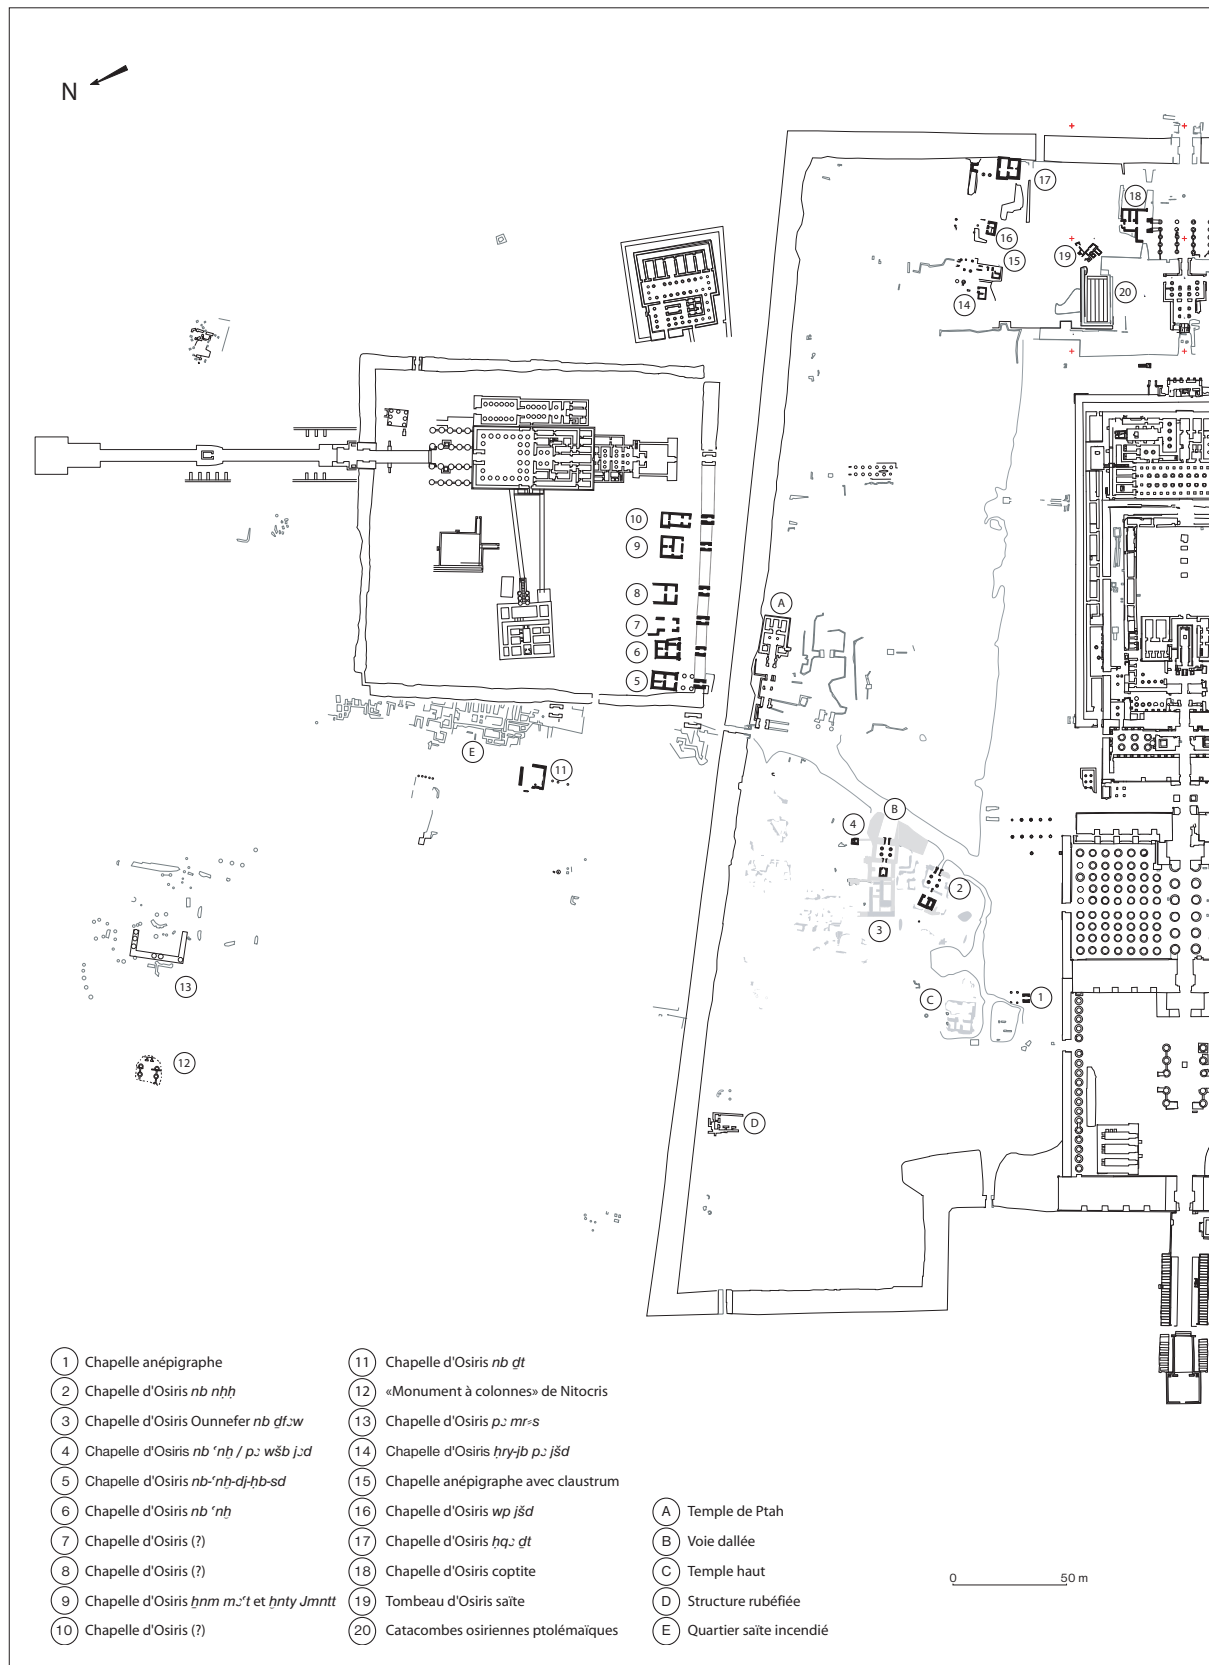 N
17
18
16
15
19
14
20
10
9
8
A
7
6
5
E
11
B
4
2
3
13
C
1
12
D
1 Chapelle anépigraphe
2 Chapelle d'Osiris nb nḥḥ
3 Chapelle d'Osiris Ounnefer nb ḏfꜣw
4 Chapelle d'Osiris nb ʿnḫ / pꜣ wšb jꜣd
5 Chapelle d'Osiris nb-ʿnḫ-dj-ḥb-sd
6 Chapelle d'Osiris nb ʿnḫ
7 Chapelle d'Osiris (?)
8 Chapelle d'Osiris (?)
9 Chapelle d'Osiris ẖnm mꜣʿt et ḫnty Jmntt
10 Chapelle d'Osiris (?)
11 Chapelle d'Osiris nb ḏt
12 «Monument à colonnes» de Nitocris
13 Chapelle d'Osiris pꜣ mr⸗s
14 Chapelle d'Osiris ḥry-jb pꜣ jšd
15 Chapelle anépigraphe avec claustrum
16 Chapelle d'Osiris wp jšd
17 Chapelle d'Osiris ḥqꜣ ḏt
18 Chapelle d'Osiris coptite
19 Tombeau d'Osiris saïte
20 Catacombes osiriennes ptolémaïques
A Temple de Ptah
B Voie dallée
C Temple haut
D Structure rubéfiée
E Quartier saïte incendié
0 50 m